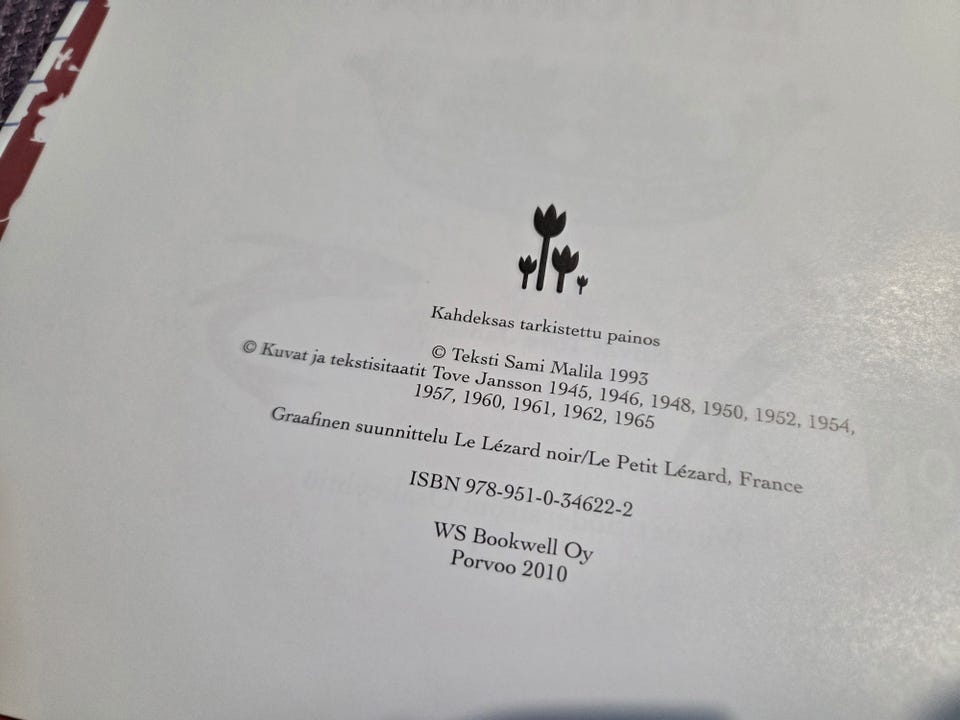 Kahdeksas tarkistettu painos
© Teksti Sami Malila 1993
© Kuvat ja tekstisitaatit Tove Jansson 1945, 1946, 1948, 1950, 1952, 1954,
1957, 1960, 1961, 1962, 1965
Graafinen suunnittelu Le Lézard noir/Le Petit Lézard, France
ISBN 978-951-0-34622-2
WS Bookwell Oy
Porvoo 2010